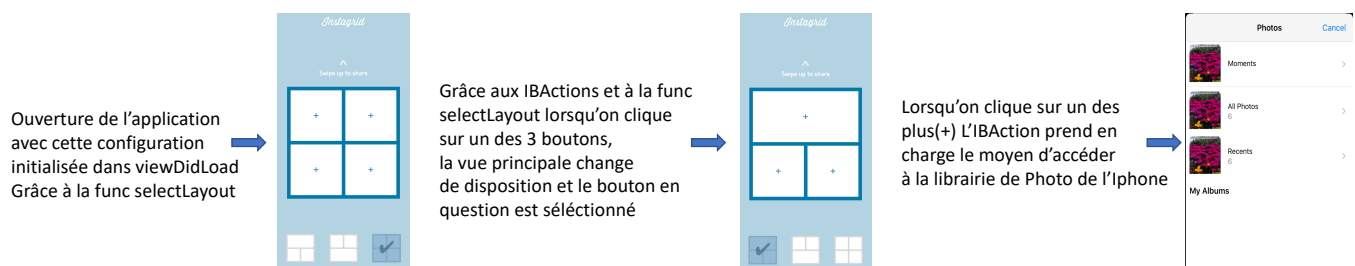 Ouverture de l’application
avec cette configuration
initialisée dans viewDidLoad
Grâce à la func selectLayout
Instagrid
Swipe up to share
+ +
+ +
Grâce aux IBActions et à la func
selectLayout lorsqu’on clique
sur un des 3 boutons,
la vue principale change
de disposition et le bouton en
question est séléctionné
Instagrid
Swipe up to share
+
+ +
Lorsqu’on clique sur un des
plus(+) L’IBAction prend en
charge le moyen d’accéder
à la librairie de Photo de l’Iphone
Photos Cancel
Moments
All Photos
6
Recents
6
My Albums